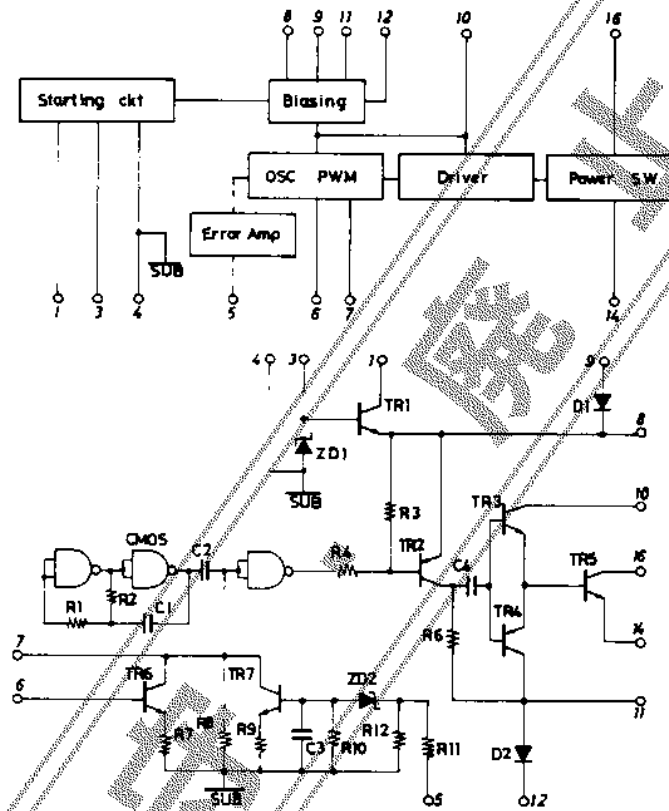 8 9 11 12 10 16
Starting ckt
Biasing
OSC PWM
Driver
Power S.W
Error Amp
SUB
1 3 4 5 6 7 14
4 3 1 9
TR1
D1
8
ZD1
SUB
R3
TR3
10
CMOS
C2
R4
TR2
C4
TR5
16
R1
R2
C1
R6
TR4
14
7
TR6
TR7
ZD2
6
11
R7
R8
R9
C3
R10
R12
R11
D2
SUB
5
12